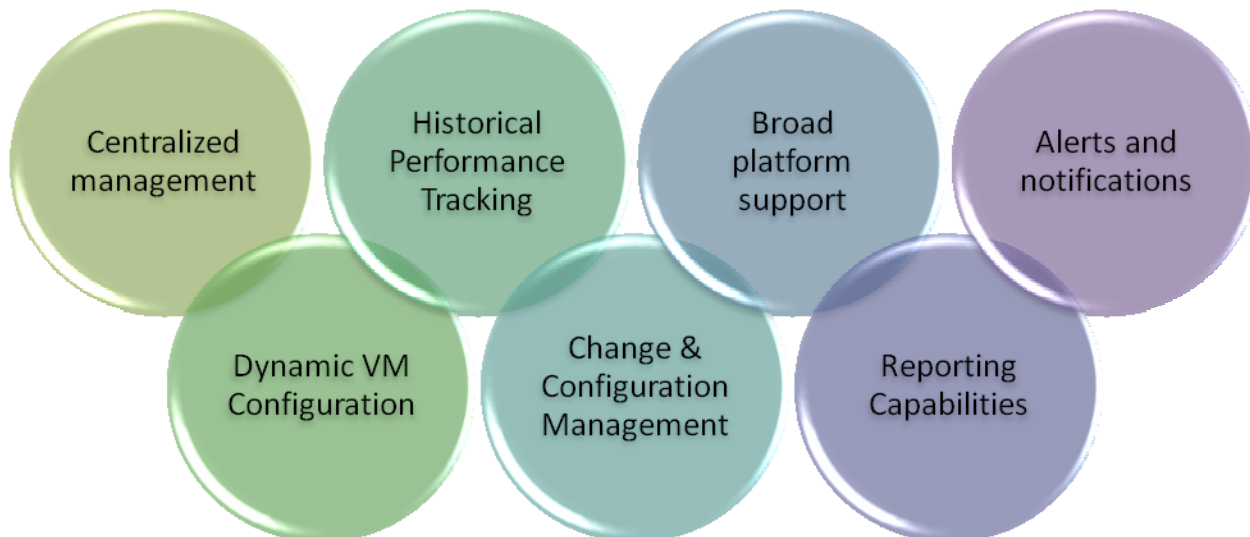 Centralized
management
Historical
Performance
Tracking
Broad
platform
support
Alerts and
notifications
Dynamic VM
Configuration
Change &
Configuration
Management
Reporting
Capabilities